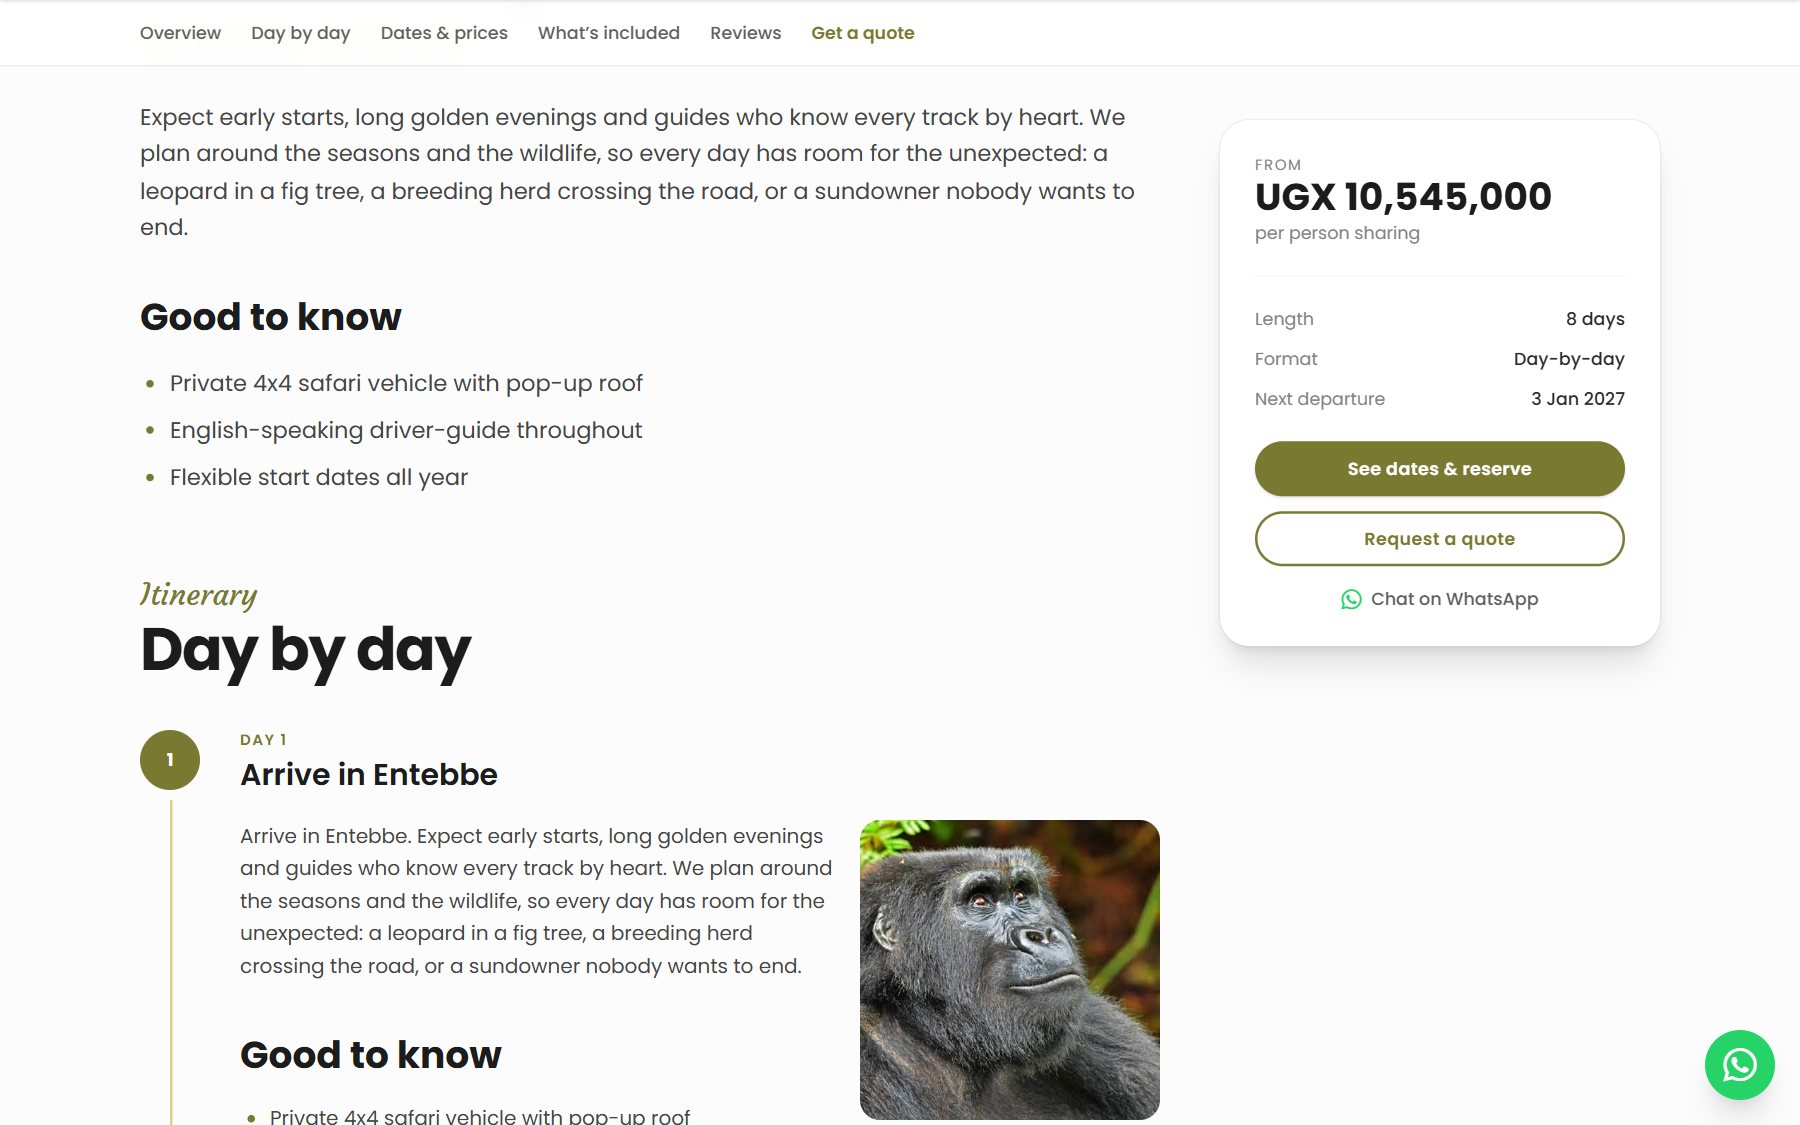 Overview Day by day Dates & prices What's included Reviews Get a quote
Expect early starts, long golden evenings and guides who know every track by heart. We
plan around the seasons and the wildlife, so every day has room for the unexpected: a
leopard in a fig tree, a breeding herd crossing the road, or a sundowner nobody wants to
end.
Good to know
Private 4x4 safari vehicle with pop-up roof
English-speaking driver-guide throughout
Flexible start dates all year
FROM
UGX 10,545,000
per person sharing
Length 8 days
Format Day-by-day
Next departure 3 Jan 2027
See dates & reserve
Request a quote
Chat on WhatsApp
Itinerary
Day by day
1
DAY 1
Arrive in Entebbe
Arrive in Entebbe. Expect early starts, long golden evenings
and guides who know every track by heart. We plan around
the seasons and the wildlife, so every day has room for the
unexpected: a leopard in a fig tree, a breeding herd
crossing the road, or a sundowner nobody wants to end.
Good to know
Private 4x4 safari vehicle with pop-up roof